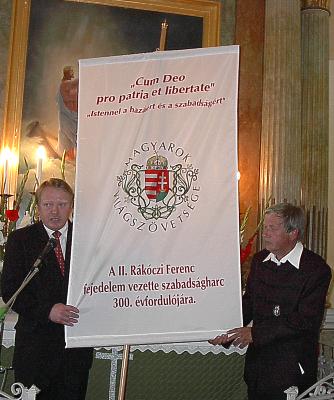 „Cum Deo
pro patria et libertate"
„Istennel a hazáért és a szabadságért"
MAGYAROK
VILÁGSZÖVETSÉGE
A II. Rákóczi Ferenc
fejedelem vezette szabadságharc
300. évfordulójára.